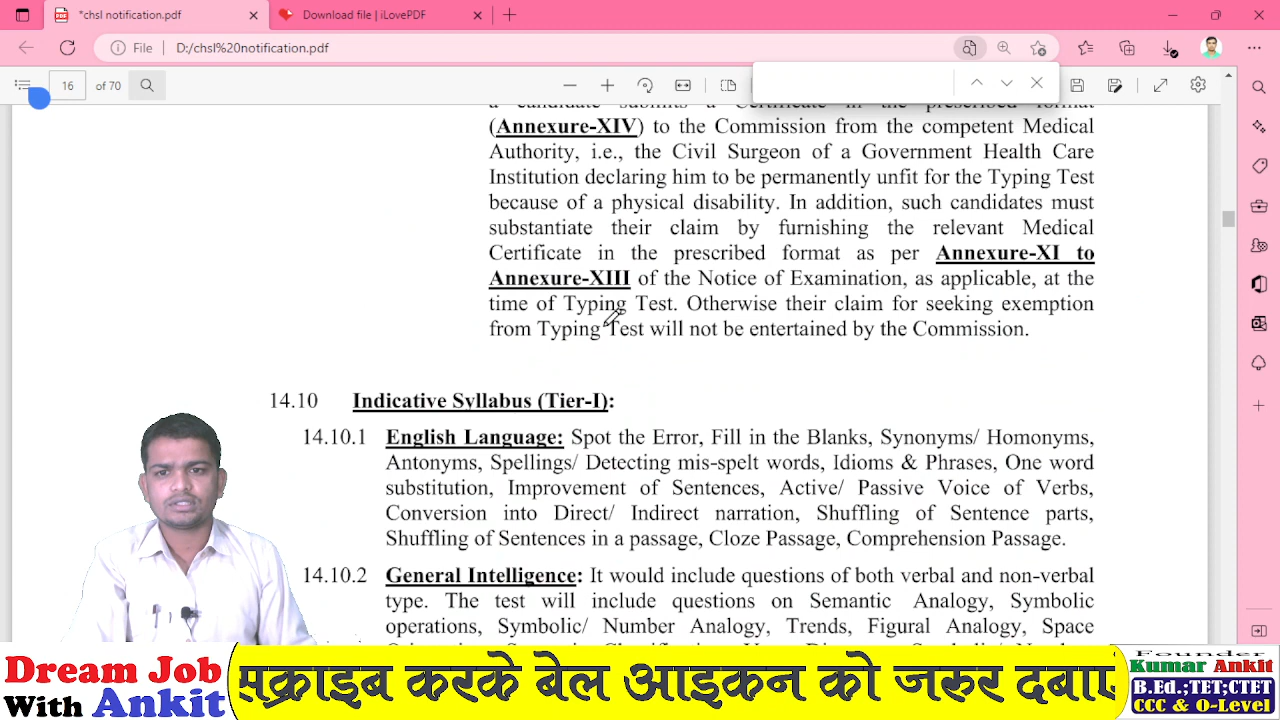 *chsl notification.pdf
Download file | iLovePDF
File
D:/chsl%20notification.pdf
16
of 70
(Annexure-XIV) to the Commission from the competent Medical
Authority, i.e., the Civil Surgeon of a Government Health Care
Institution declaring him to be permanently unfit for the Typing Test
because of a physical disability. In addition, such candidates must
substantiate their claim by furnishing the relevant Medical
Certificate in the prescribed format as per Annexure-XI to
Annexure-XIII of the Notice of Examination, as applicable, at the
time of Typing Test. Otherwise their claim for seeking exemption
from Typing Test will not be entertained by the Commission.
14.10 Indicative Syllabus (Tier-I):
14.10.1 English Language: Spot the Error, Fill in the Blanks, Synonyms/ Homonyms,
Antonyms, Spellings/ Detecting mis-spelt words, Idioms & Phrases, One word
substitution, Improvement of Sentences, Active/ Passive Voice of Verbs,
Conversion into Direct/ Indirect narration, Shuffling of Sentence parts,
Shuffling of Sentences in a passage, Cloze Passage, Comprehension Passage.
14.10.2 General Intelligence: It would include questions of both verbal and non-verbal
type. The test will include questions on Semantic Analogy, Symbolic
operations, Symbolic/ Number Analogy, Trends, Figural Analogy, Space
Dream Job
With Ankit
करके बेल आइकन को जरुर
Founder
Kumar Ankit
B.Ed.;TET;CTET
CCC & O-Level